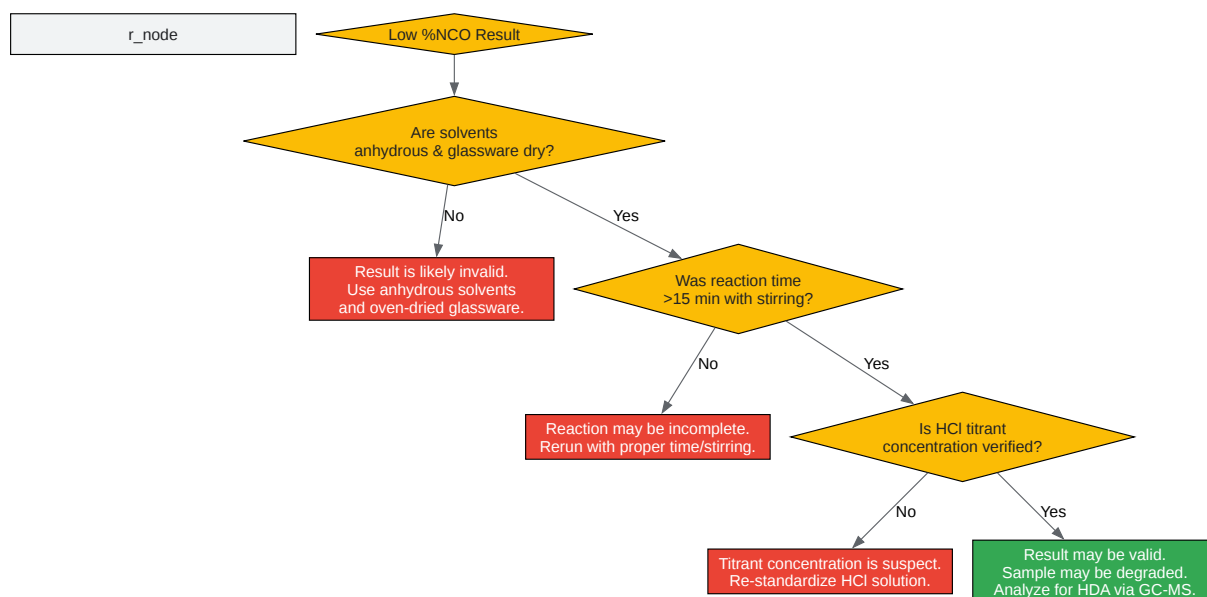 r_node
Low %NCO Result
Are solvents
anhydrous & glassware dry?
No
Yes
Result is likely invalid.
Use anhydrous solvents
and oven-dried glassware.
Was reaction time
>15 min with stirring?
No
Yes
Reaction may be incomplete.
Rerun with proper time/stirring.
Is HCl titrant
concentration verified?
No
Yes
Titrant concentration is suspect.
Re-standardize HCl solution.
Result may be valid.
Sample may be degraded.
Analyze for HDA via GC-MS.